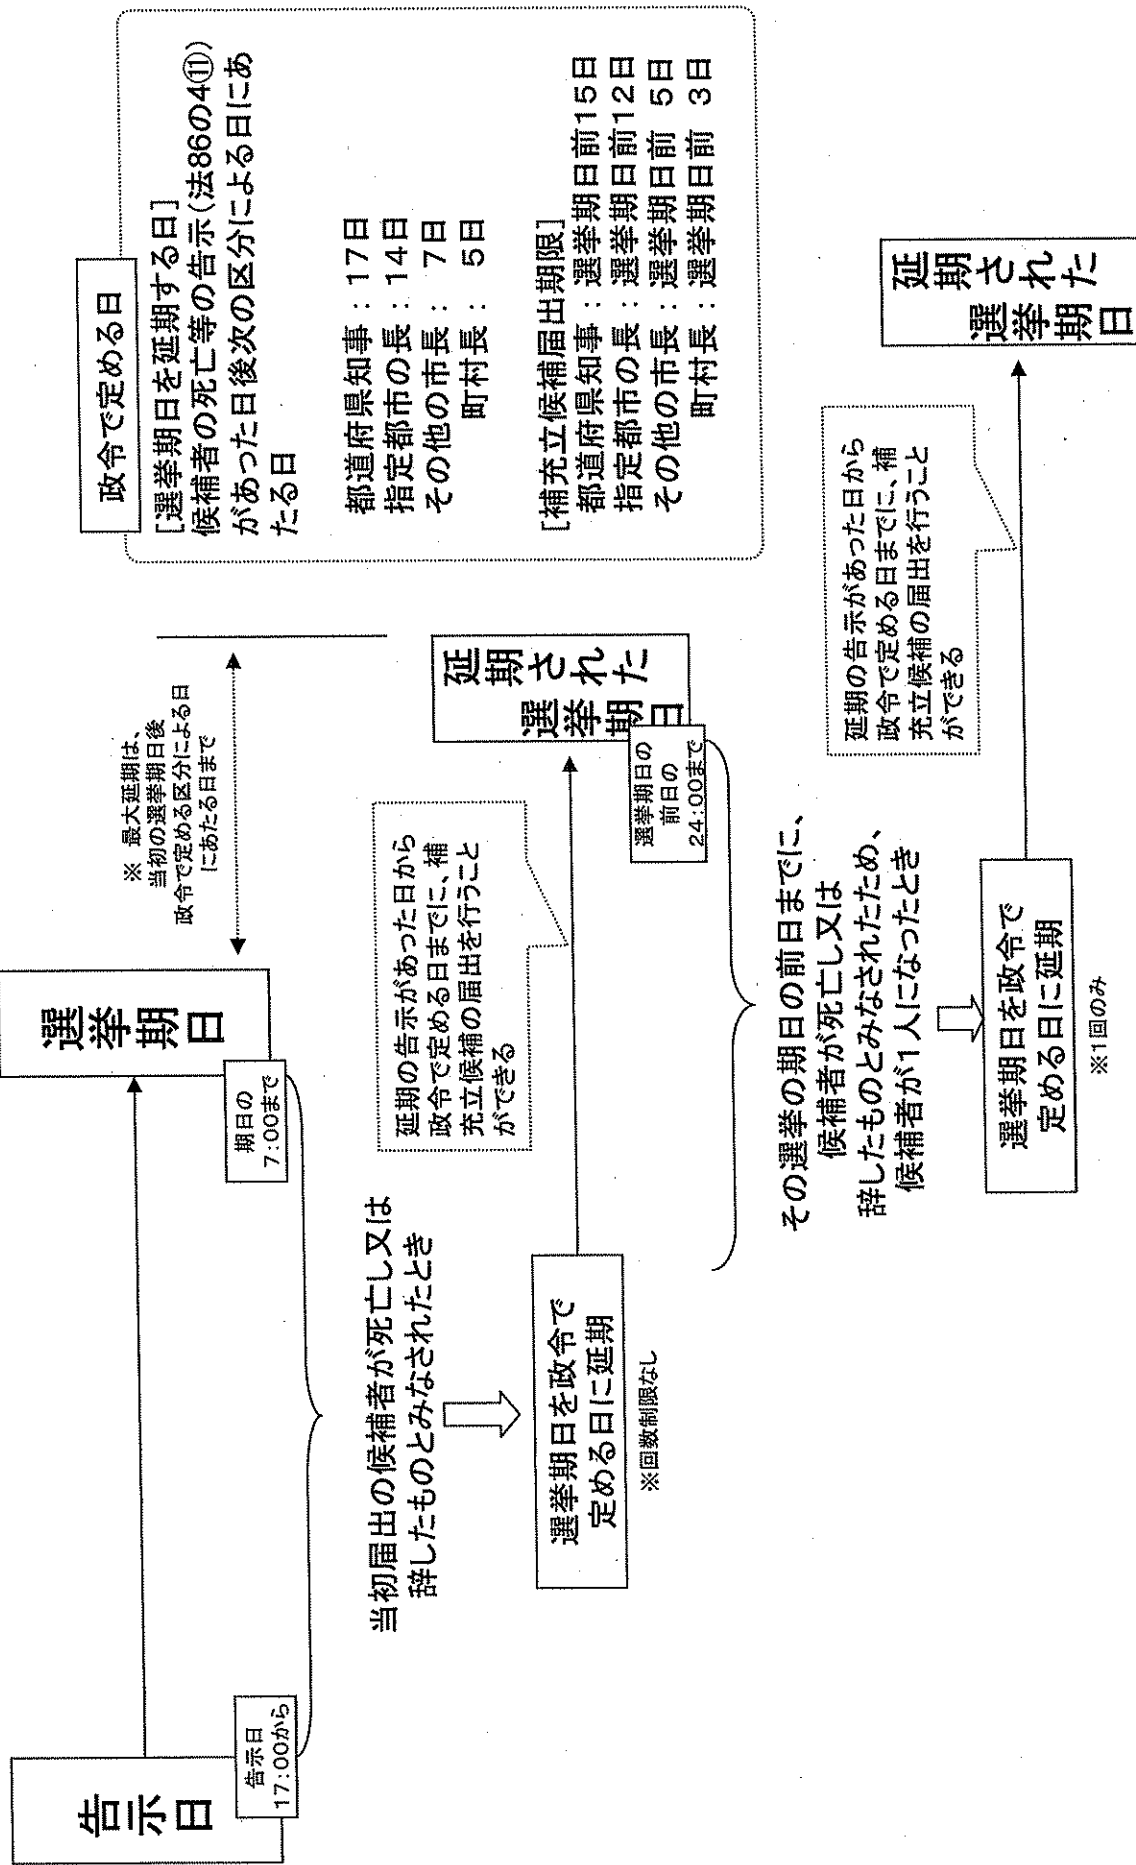 告示日
告示日
17:00から
選挙
期日
期日の
7:00まで
※ 最大延期は、
当初の選挙期日後
政令で定める区分による日
にあたる日まで
当初届出の候補者が死亡し又は
辞したものとみなされたとき
選挙期日を政令で
定める日に延期
※回数制限なし
延期の告示があった日から
政令で定める日までに、補
充立候補の届出を行うこと
ができる
延期された
選挙期日
選挙期日の
前日の
24:00まで
その選挙の期日の前日までに、
候補者が死亡し又は
辞したものとみなされたため、
候補者が1人になったとき
選挙期日を政令で
定める日に延期
※1回のみ
延期の告示があった日から
政令で定める日までに、補
充立候補の届出を行うこと
ができる
延期された
選挙期日
政令で定める日
[選挙期日を延期する日]
候補者の死亡等の告示(法86の4⑪)
があった日後次の区分による日にあ
たる日
都道府県知事:17日
指定都市の長:14日
その他の市長: 7日
町村長: 5日
[補充立候補届出期限]
都道府県知事:選挙期日前15日
指定都市の長:選挙期日前12日
その他の市長:選挙期日前 5日
町村長:選挙期日前 3日